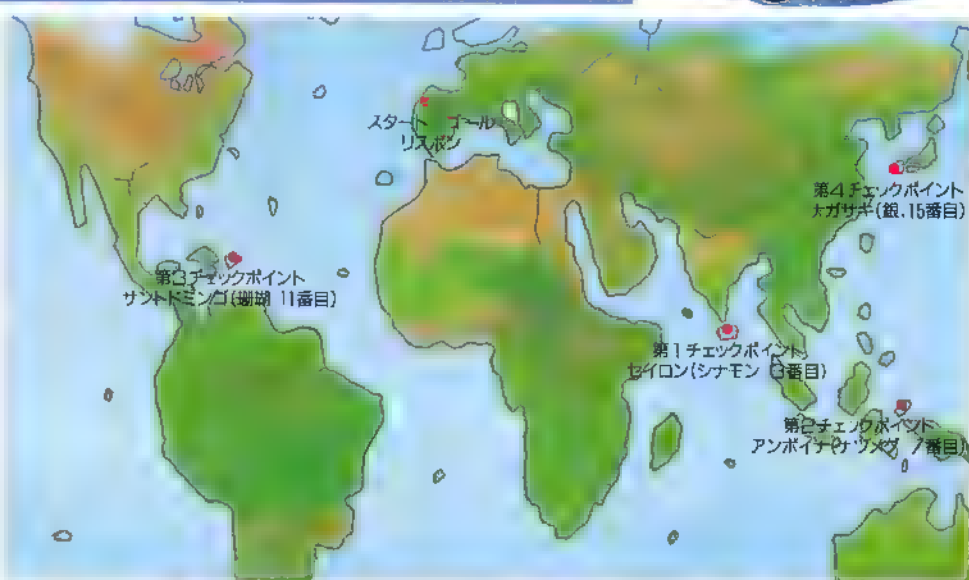 スタート ゴール
リスボン
第4チェックポイント
ナガサキ(銀、15番目)
第3チェックポイント
サントドミンゴ(珊瑚 11番目)
第1チェックポイント
セイロン(シナモン 3番目)
第2チェックポイント
アンボイナ(ナツメグ 7番目)